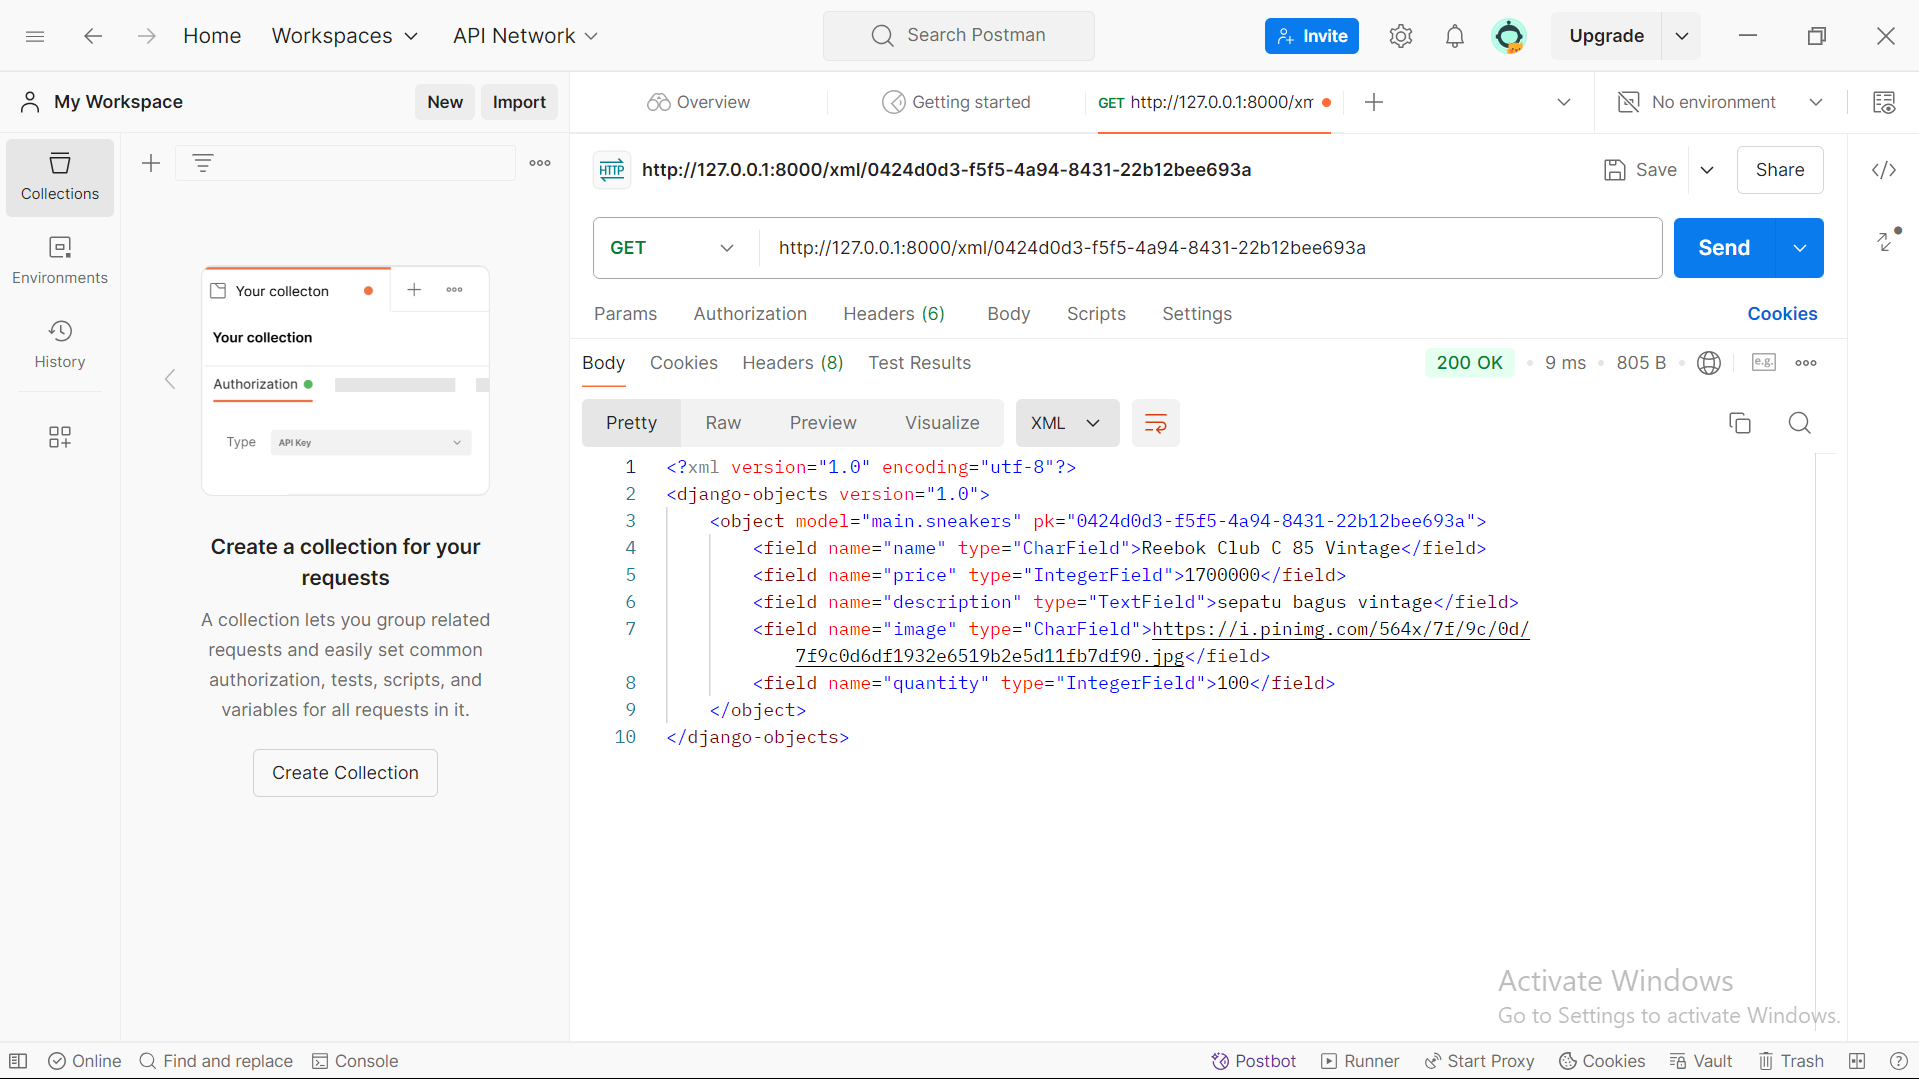 Home Workspaces API Network Search Postman Invite Upgrade
My Workspace New Import Overview Getting started GET http://127.0.0.1:8000/xm No environment
Collections
Environments
History
Your collecton
Your collection
Authorization
Type API Key
Create a collection for your
requests
A collection lets you group related
requests and easily set common
authorization, tests, scripts, and
variables for all requests in it.
Create Collection
HTTP http://127.0.0.1:8000/xml/0424d0d3-f5f5-4a94-8431-22b12bee693a Save Share
GET http://127.0.0.1:8000/xml/0424d0d3-f5f5-4a94-8431-22b12bee693a Send
Params Authorization Headers (6) Body Scripts Settings Cookies
Body Cookies Headers (8) Test Results 200 OK 9 ms 805 B e.g.
Pretty Raw Preview Visualize XML
1 <?xml version="1.0" encoding="utf-8"?>
2 <django-objects version="1.0">
3 <object model="main.sneakers" pk="0424d0d3-f5f5-4a94-8431-22b12bee693a">
4 <field name="name" type="CharField">Reebok Club C 85 Vintage</field>
5 <field name="price" type="IntegerField">1700000</field>
6 <field name="description" type="TextField">sepatu bagus vintage</field>
7 <field name="image" type="CharField">https://i.pinimg.com/564x/7f/9c/0d/
7f9c0d6df1932e6519b2e5d11fb7df90.jpg</field>
8 <field name="quantity" type="IntegerField">100</field>
9 </object>
10 </django-objects>
Activate Windows
Go to Settings to activate Windows.
Online Find and replace Console Postbot Runner Start Proxy Cookies Vault Trash